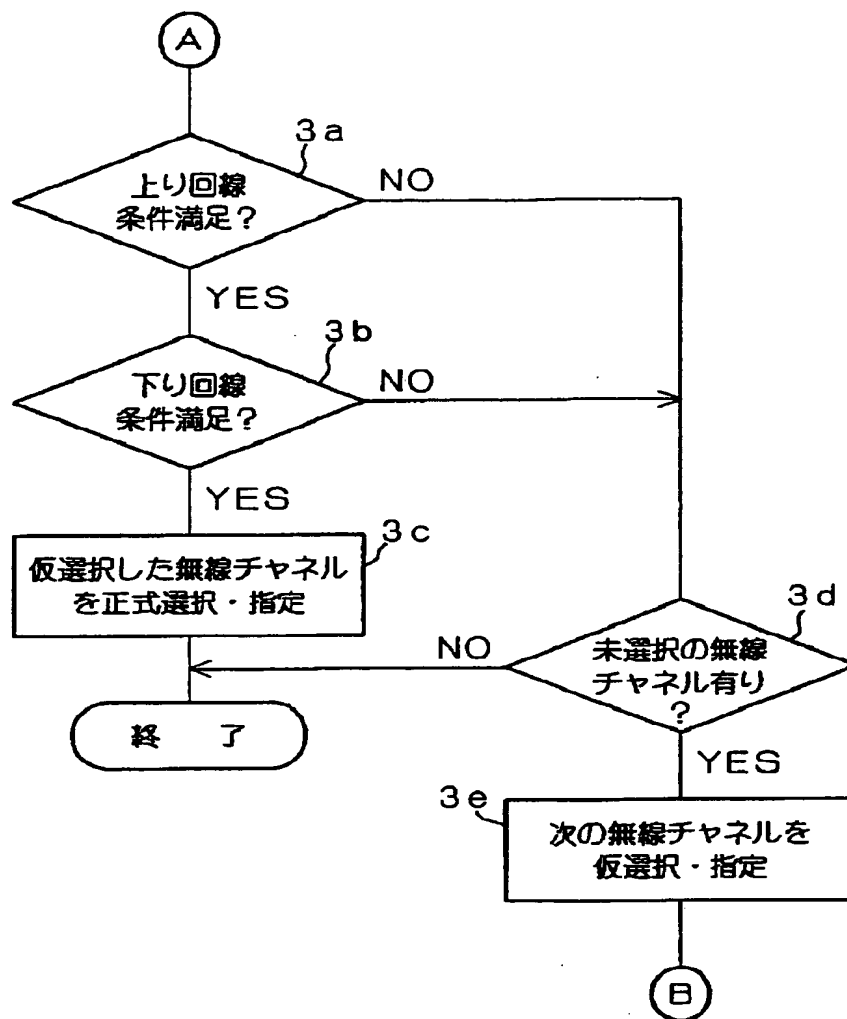 A
3a
上り回線
条件満足?
NO
YES
3b
下り回線
条件満足?
NO
YES
3c
仮選択した無線チャネル
を正式選択・指定
3d
未選択の無線
チャネル有り
?
NO
終 了
YES
3e
次の無線チャネルを
仮選択・指定
B